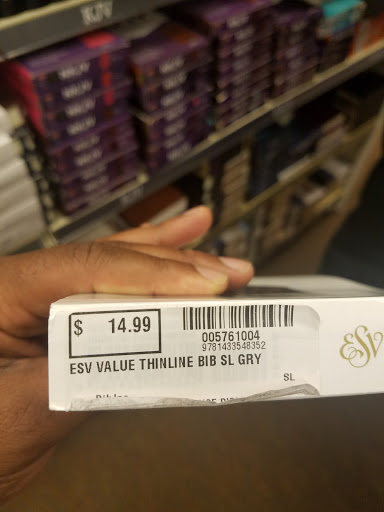 KJV
$ 14.99
005761004
9781433548352
ESV VALUE THINLINE BIB SL GRY
SL
ESV